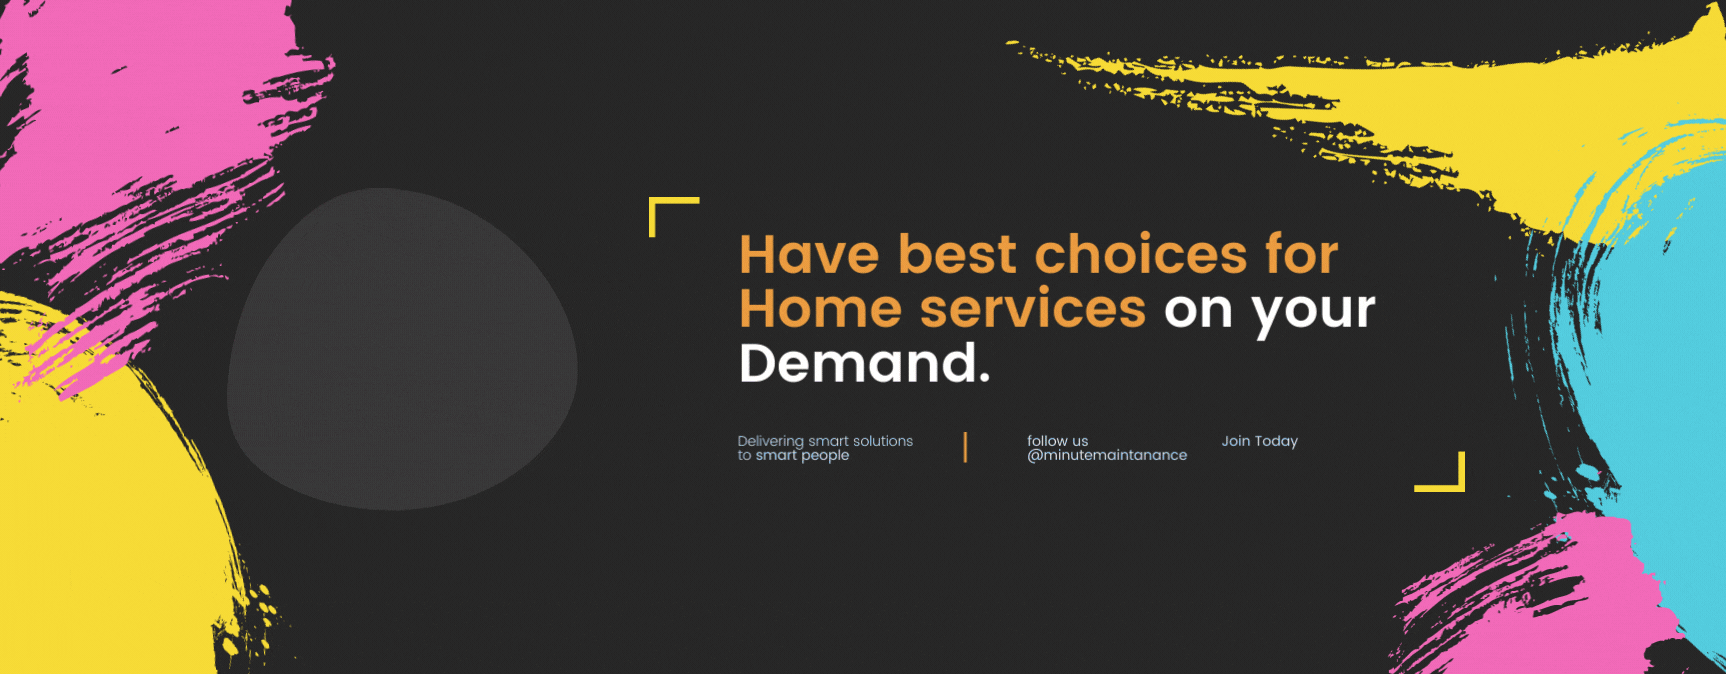 Have best choices for
Home services on your
Demand.
Delivering smart solutions
to smart people
follow us
@minutemaintanance
Join Today